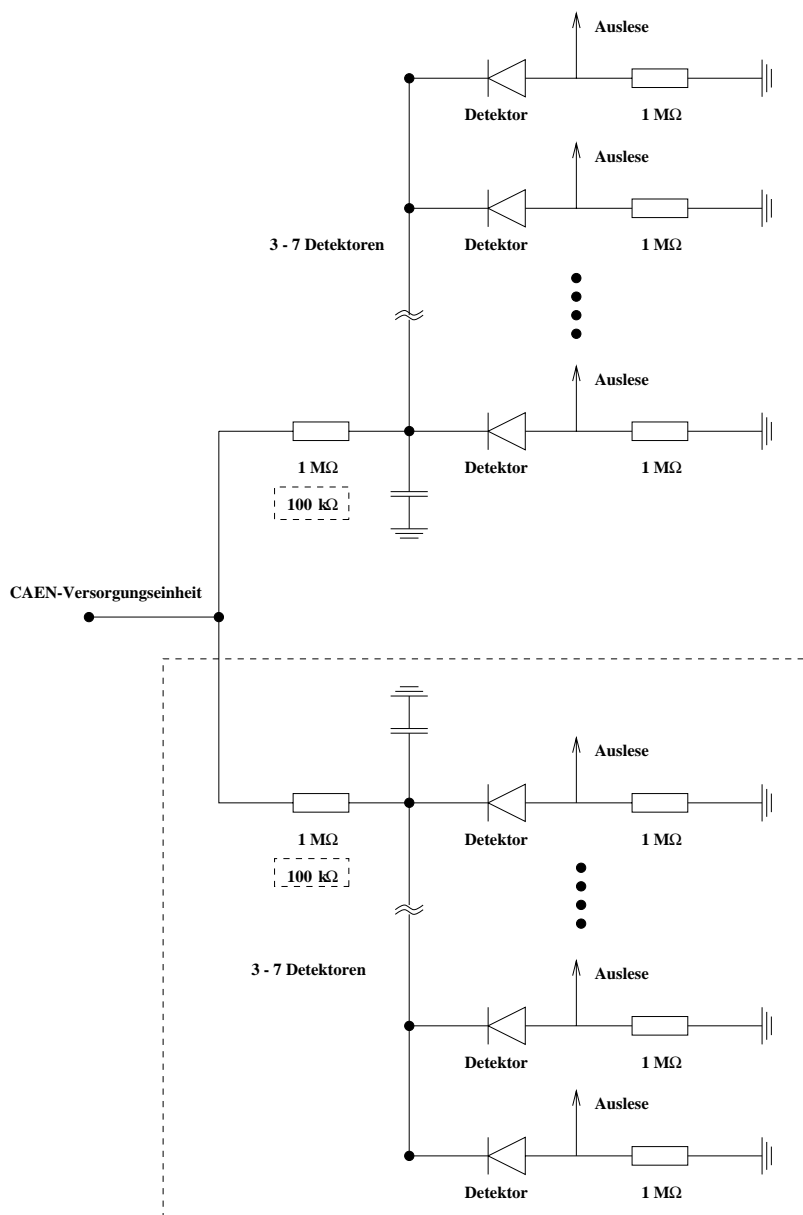 Auslese
Detektor
1 MΩ
Auslese
3 - 7 Detektoren
Detektor
1 MΩ
Auslese
1 MΩ
Detektor
1 MΩ
100 kΩ
CAEN-Versorgungseinheit
Auslese
1 MΩ
Detektor
1 MΩ
100 kΩ
3 - 7 Detektoren
Auslese
Detektor
1 MΩ
Auslese
Detektor
1 MΩ